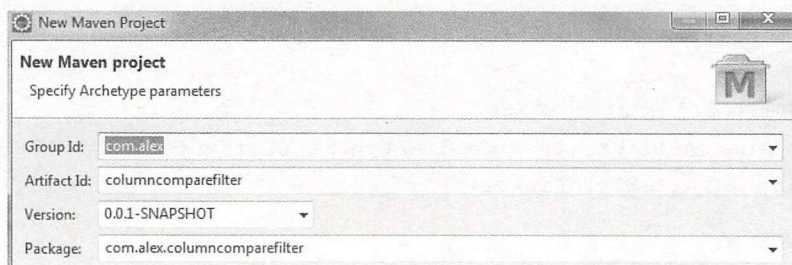 New Maven Project
New Maven project
Specify Archetype parameters
M
Group Id: com.alex
Artifact Id: columncomparefilter
Version: 0.0.1-SNAPSHOT
Package: com.alex.columncomparefilter